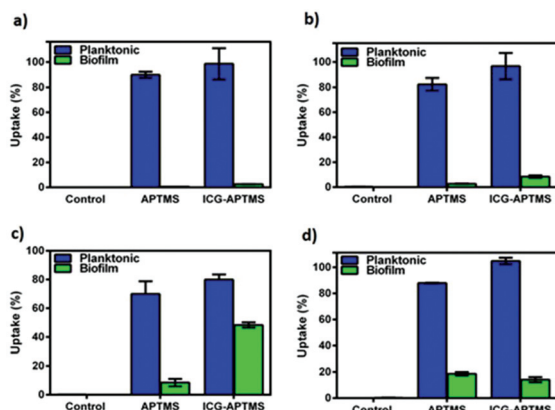 a)
Planktonic
Biofilm
Uptake (%)
100
80
60
40
20
0
Control APTMS ICG-APTMS
b)
Planktonic
Biofilm
Uptake (%)
100
80
60
40
20
0
Control APTMS ICG-APTMS
c)
Planktonic
Biofilm
Uptake (%)
80
60
40
20
0
Control APTMS ICG-APTMS
d)
Planktonic
Biofilm
Uptake (%)
100
80
60
40
20
0
Control APTMS ICG-APTMS